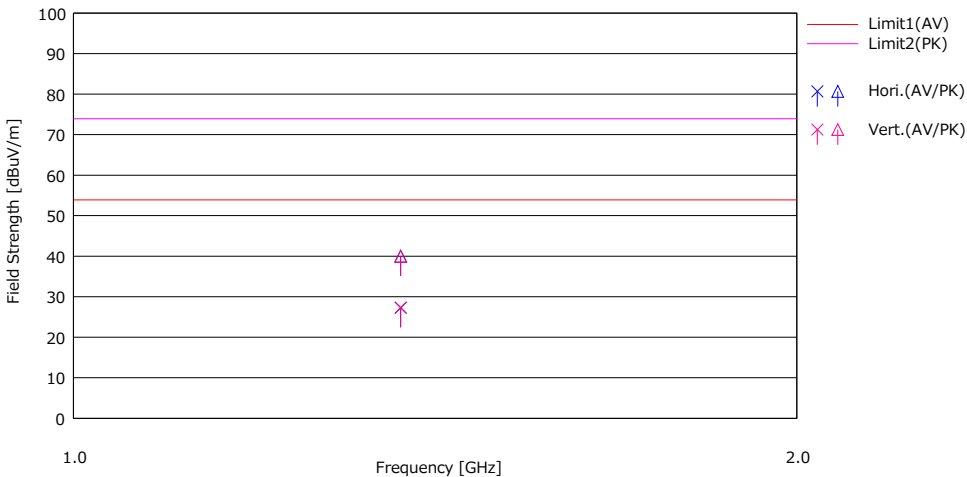 100
90
80
70
60
50
40
30
20
10
0
Field Strength [dBuV/m]
1.0
2.0
Frequency [GHz]
Limit1(AV)
Limit2(PK)
Hori.(AV/PK)
Vert.(AV/PK)